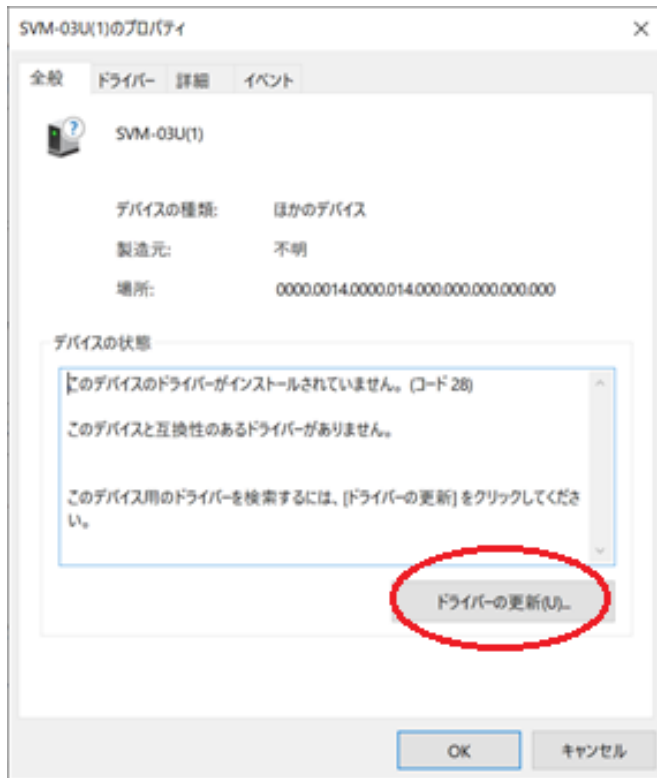 SVM-03U(1)のプロパティ
全般 ドライバー 詳細 イベント
SVM-03U(1)
デバイスの種類: ほかのデバイス
製造元: 不明
場所: 0000.0014.0000.014.000.000.000.000.000
デバイスの状態
このデバイスのドライバーがインストールされていません。 (コード 28)
このデバイスと互換性のあるドライバーがありません。
このデバイス用のドライバーを検索するには、[ドライバーの更新] をクリックしてくださ
い。
ドライバーの更新(U)...
OK キャンセル